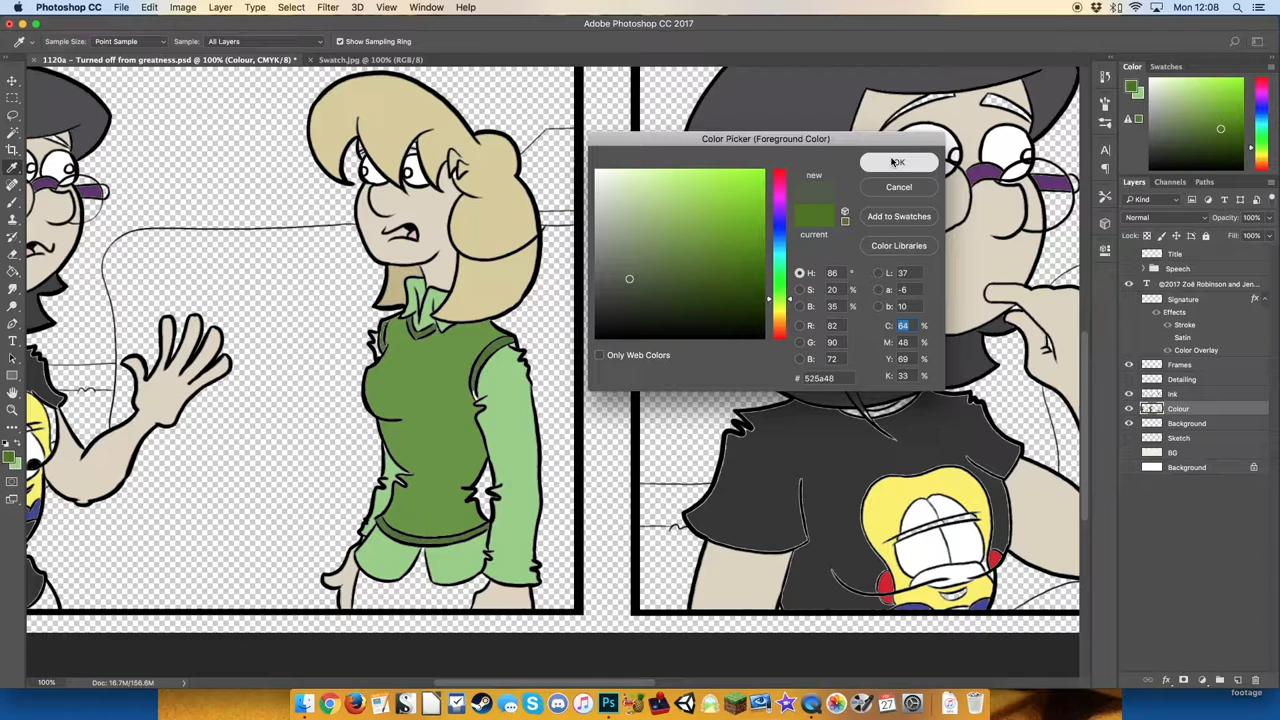 Photoshop CC File Edit Image Layer Type Select Filter 3D View Window Help Mon 12:08
Adobe Photoshop CC 2017
Sample Size: Point Sample Sample: All Layers Show Sampling Ring
1120a - Turned off from greatness.psd @ 100% (Colour, CMYK/8) * Swatch.jpg @ 100% (RGB/8)
Color Swatches
Color Picker (Foreground Color)
new
OK
Cancel
current
Add to Swatches
Color Libraries
H: 86 ° L: 37
S: 20 % a: -6
B: 35 % b: 10
R: 82 C: 64 %
G: 90 M: 48 %
B: 72 Y: 69 %
# 525a48 K: 33 %
Only Web Colors
Layers Channels Paths
Kind
Normal Opacity: 100%
Lock: Fill: 100%
Title
Speech
T ©2017 Zoë Robinson and Jen...
Signature fx
Effects
Stroke
Satin
Color Overlay
Frames
Detailing
Ink
Colour
Background
Sketch
BG
Background
100% Doc: 16.7M/156.6M
footage